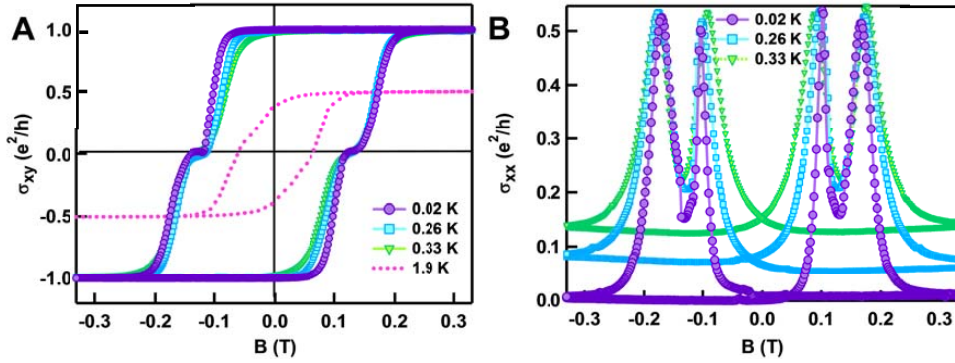 A
σxy (e²/h)
1.0
0.5
0.0
-0.5
-1.0
0.02 K
0.26 K
0.33 K
1.9 K
-0.3 -0.2 -0.1 0.0 0.1 0.2 0.3
B (T)
B
σxx (e²/h)
0.5
0.4
0.3
0.2
0.1
0.0
0.02 K
0.26 K
0.33 K
-0.3 -0.2 -0.1 0.0 0.1 0.2 0.3
B (T)